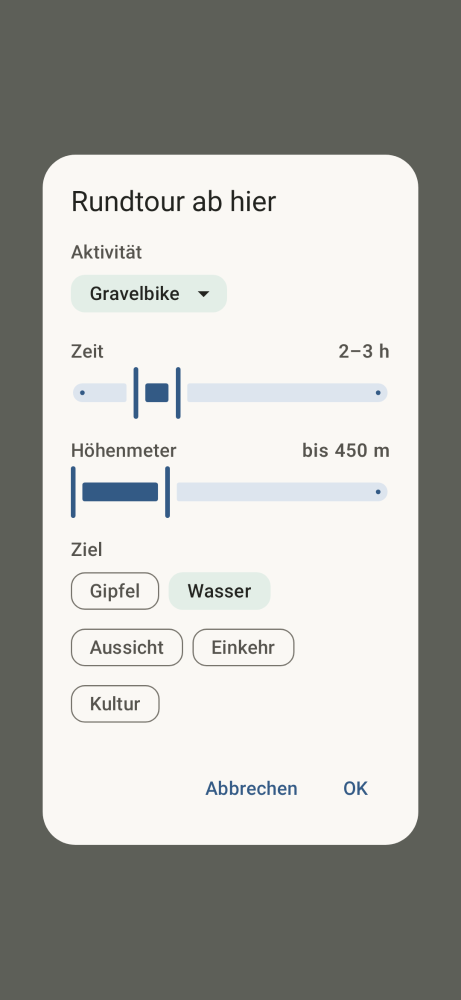 Rundtour ab hier
Aktivität
Gravelbike
Zeit 2–3 h
Höhenmeter bis 450 m
Ziel
Gipfel Wasser
Aussicht Einkehr
Kultur
Abbrechen OK